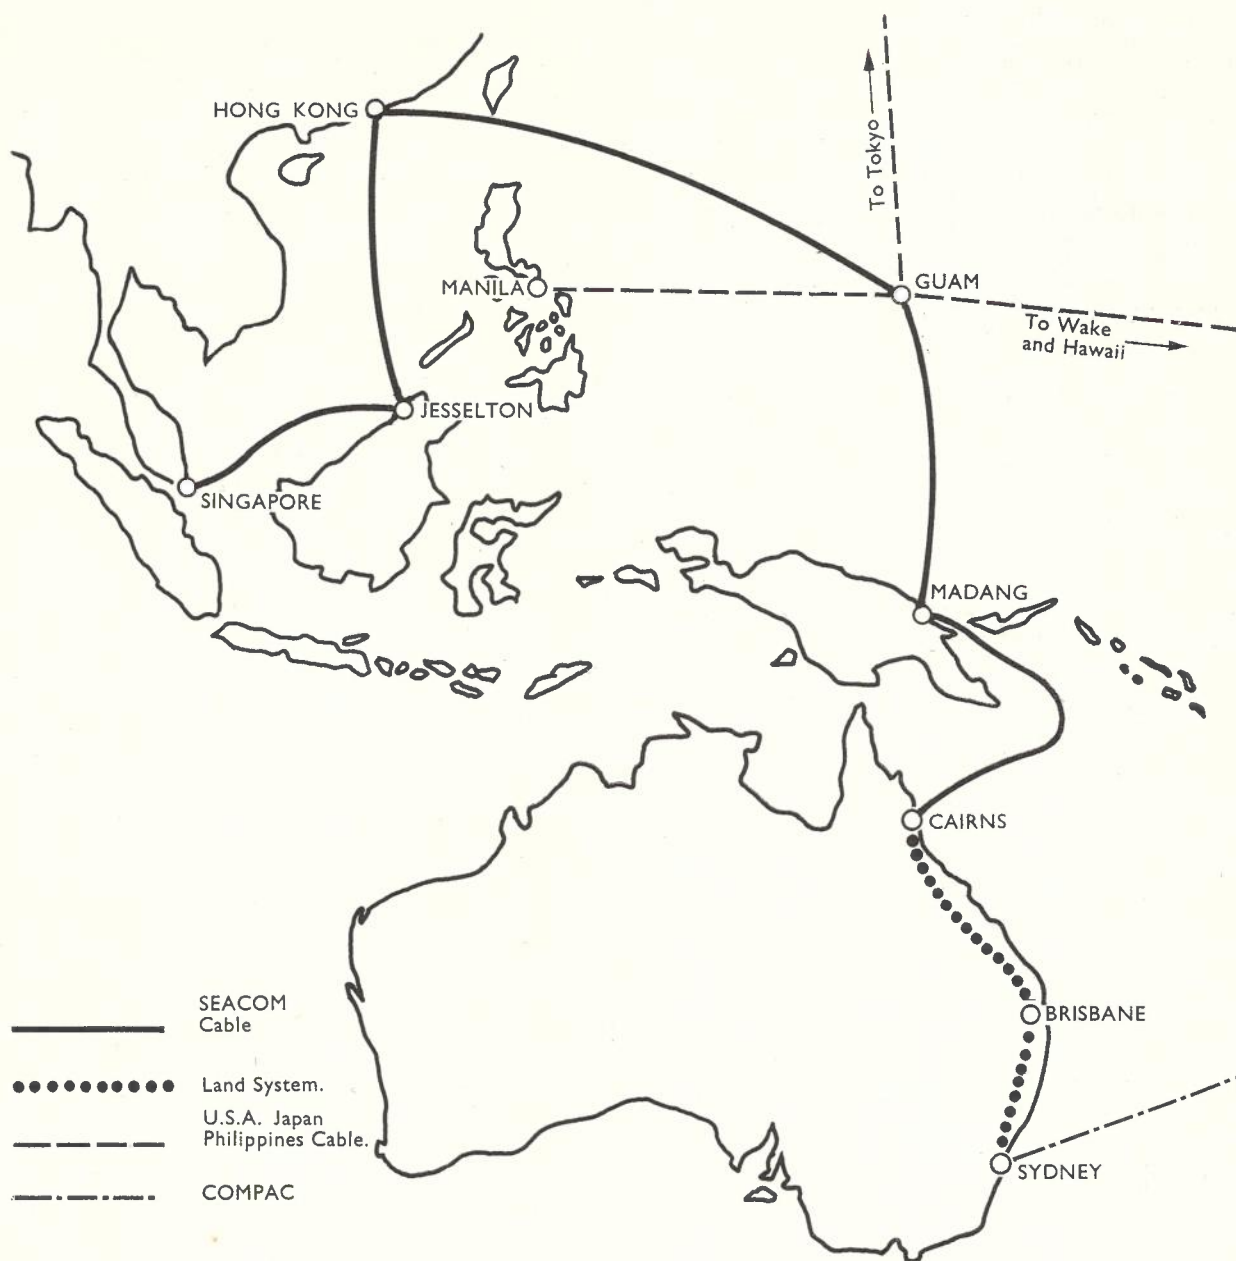 HONG KONG
To Tokyo
MANILA
GUAM
To Wake
and Hawaii
JESSELTON
SINGAPORE
MADANG
CAIRNS
SEACOM
Cable
BRISBANE
Land System.
U.S.A. Japan
Philippines Cable.
SYDNEY
COMPAC